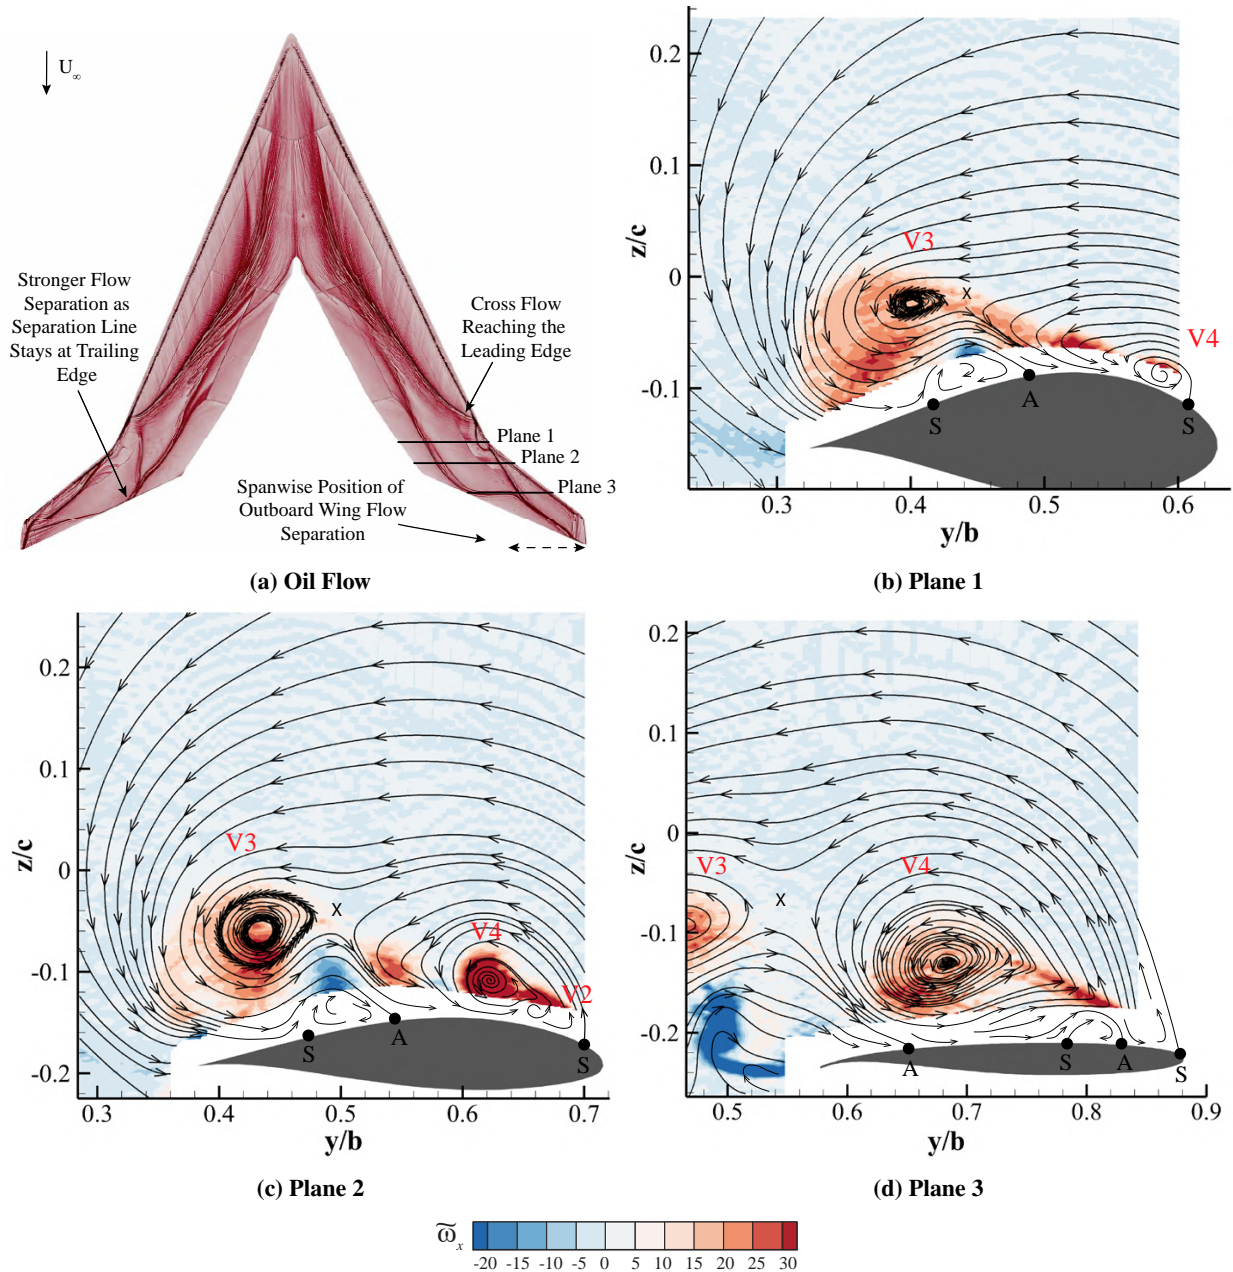 U∞
Stronger Flow
Separation as
Separation Line
Stays at Trailing
Edge
Cross Flow
Reaching the
Leading Edge
Plane 1
Plane 2
Plane 3
Spanwise Position of
Outboard Wing Flow
Separation
(a) Oil Flow
z/c
0.2
0.1
0
-0.1
V3
X
V4
S
A
S
0.3
0.4
0.5
0.6
y/b
(b) Plane 1
z/c
0.2
0.1
0
-0.1
-0.2
V3
X
V4
V2
S
A
S
0.3
0.4
0.5
0.6
0.7
y/b
(c) Plane 2
z/c
0.2
0.1
0
-0.1
-0.2
V3
V4
X
A
S
A
S
0.5
0.6
0.7
0.8
0.9
y/b
(d) Plane 3
ω̃x
-20 -15 -10 -5 0 5 10 15 20 25 30